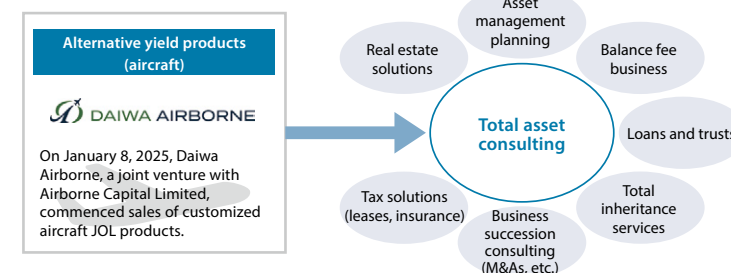 Alternative yield products
(aircraft)
DAIWA AIRBORNE
On January 8, 2025, Daiwa
Airborne, a joint venture with
Airborne Capital Limited,
commenced sales of customized
aircraft JOL products.
Asset
management
planning
Real estate
solutions
Balance fee
business
Total asset
consulting
Loans and trusts
Tax solutions
(leases, insurance)
Total
inheritance
services
Business
succession
consulting
(M&As, etc.)